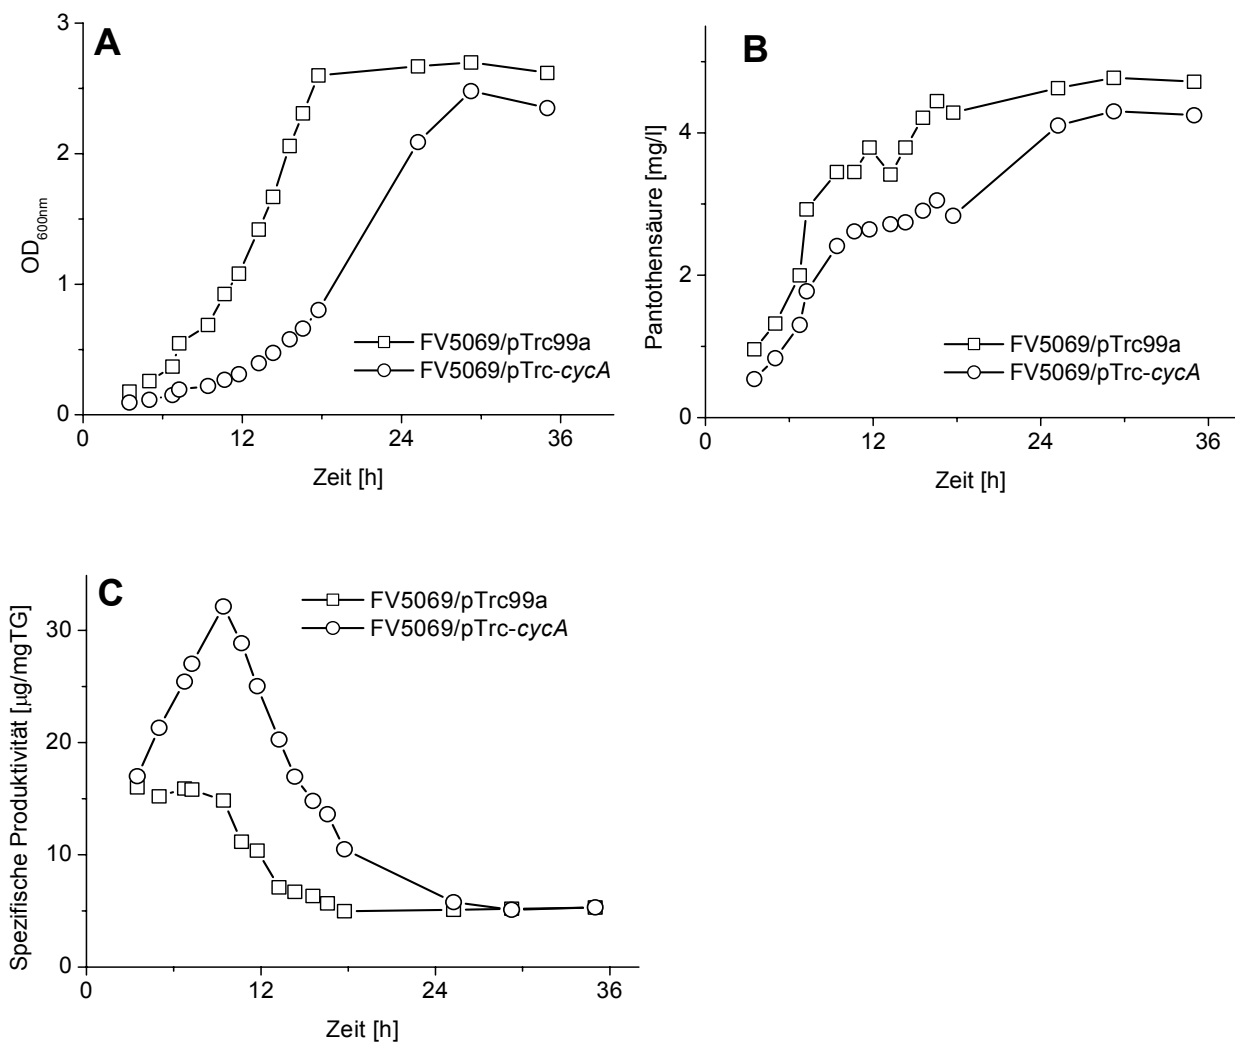 A
3
2
1
0
OD600nm
0 12 24 36
Zeit [h]
FV5069/pTrc99a
FV5069/pTrc-cycA
B
4
2
0
Pantothensäure [mg/l]
0 12 24 36
Zeit [h]
FV5069/pTrc99a
FV5069/pTrc-cycA
C
30
20
10
0
Spezifische Produktivität [µg/mgTG]
0 12 24 36
Zeit [h]
FV5069/pTrc99a
FV5069/pTrc-cycA